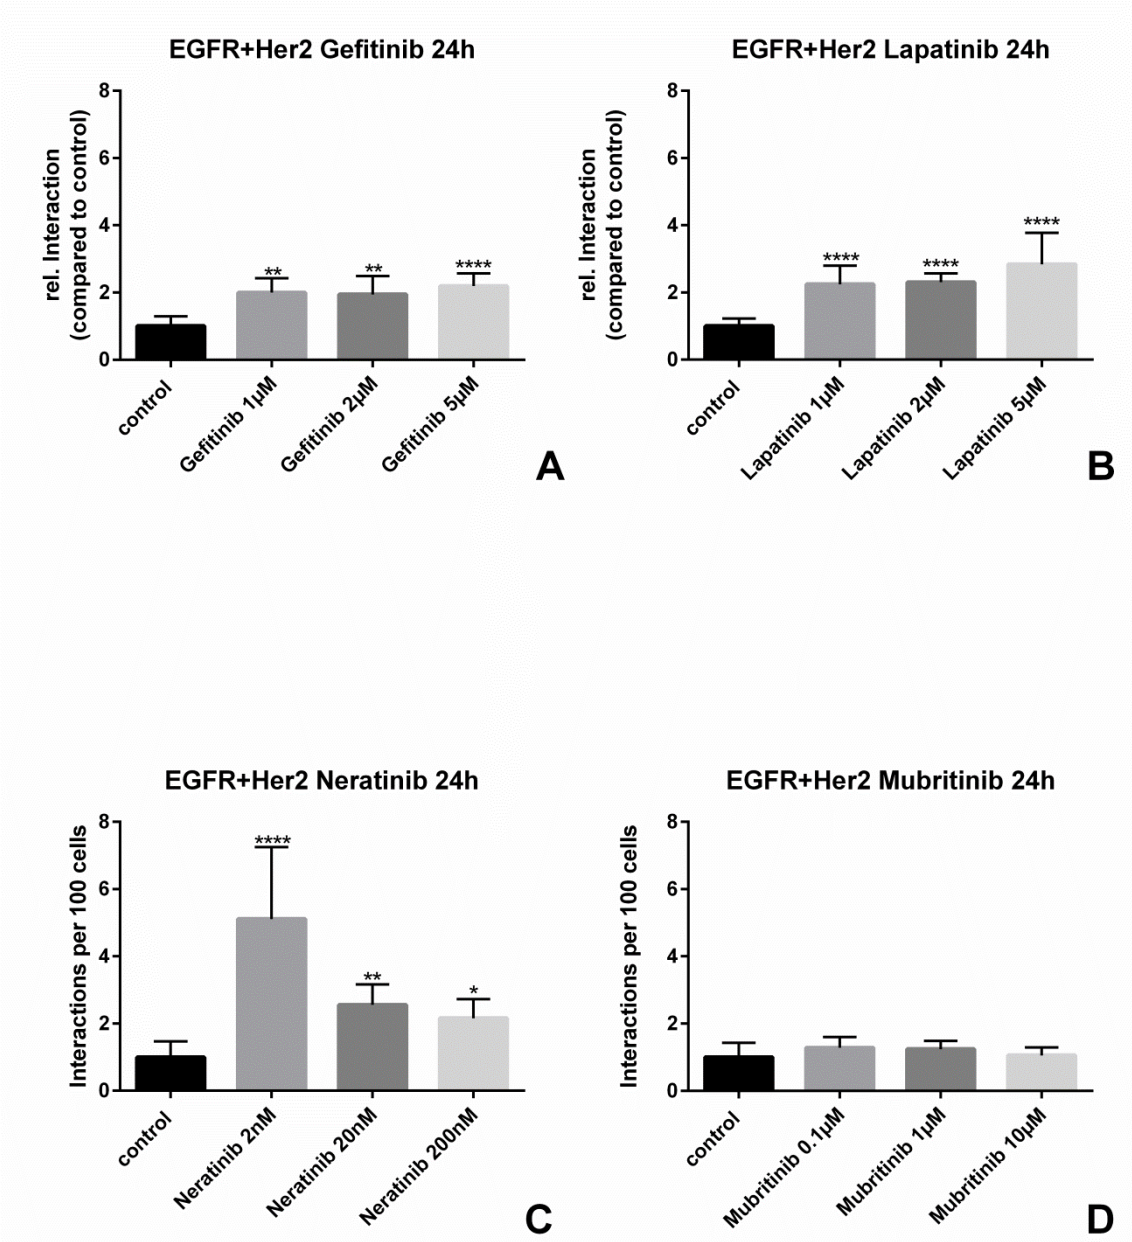 EGFR+Her2 Gefitinib 24h
rel. Interaction
(compared to control)
8
6
4
2
0
**
**
****
control
Gefitinib 1µM
Gefitinib 2µM
Gefitinib 5µM
A
EGFR+Her2 Lapatinib 24h
rel. Interaction
(compared to control)
8
6
4
2
0
****
****
****
control
Lapatinib 1µM
Lapatinib 2µM
Lapatinib 5µM
B
EGFR+Her2 Neratinib 24h
Interactions per 100 cells
8
6
4
2
0
****
**
*
control
Neratinib 2nM
Neratinib 20nM
Neratinib 200nM
C
EGFR+Her2 Mubritinib 24h
Interactions per 100 cells
8
6
4
2
0
control
Mubritinib 0.1µM
Mubritinib 1µM
Mubritinib 10µM
D